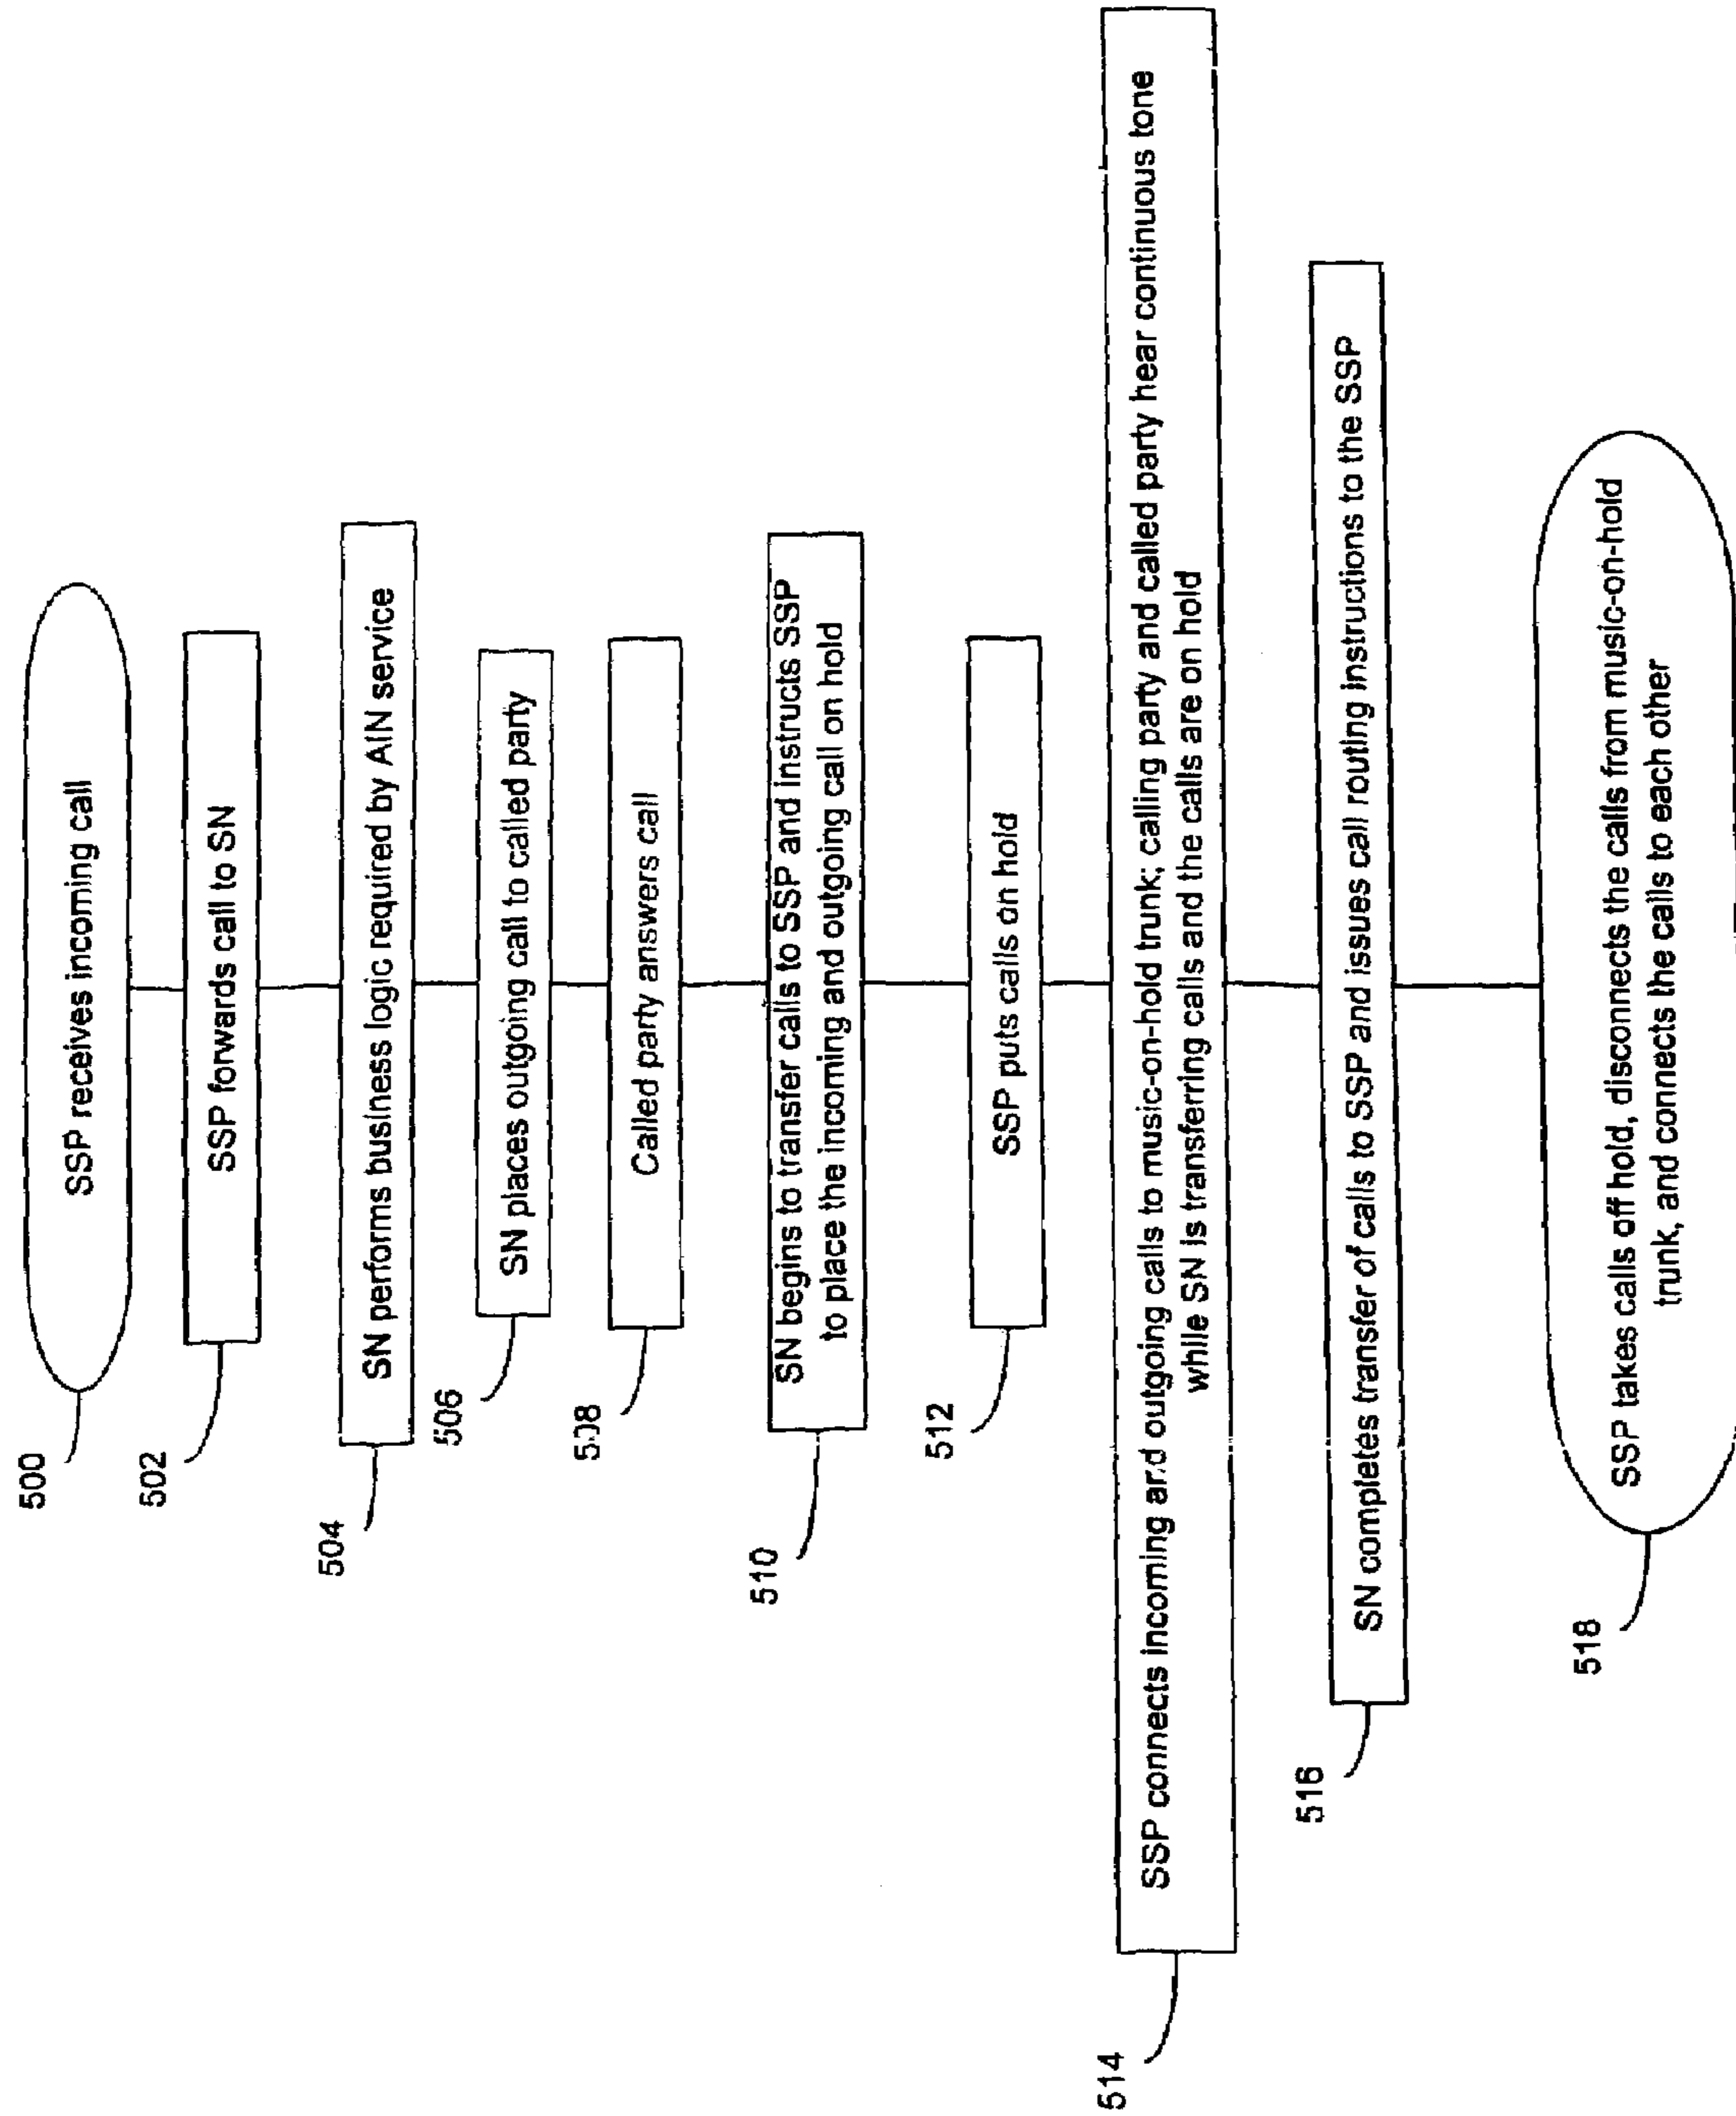 500
SSP receives incoming call
502
SSP forwards call to SN
504
SN performs business logic required by AIN service
506
SN places outgoing call to called party
508
Called party answers call
510
SN begins to transfer calls to SSP and instructs SSP
to place the incoming and outgoing call on hold
512
SSP puts calls on hold
514
SSP connects incoming and outgoing calls to music-on-hold trunk; calling party and called party hear continuous tone
while SN is transferring calls and the calls are on hold
516
SN completes transfer of calls to SSP and issues call routing instructions to the SSP
518
SSP takes calls off hold, disconnects the calls from music-on-hold
trunk, and connects the calls to each other